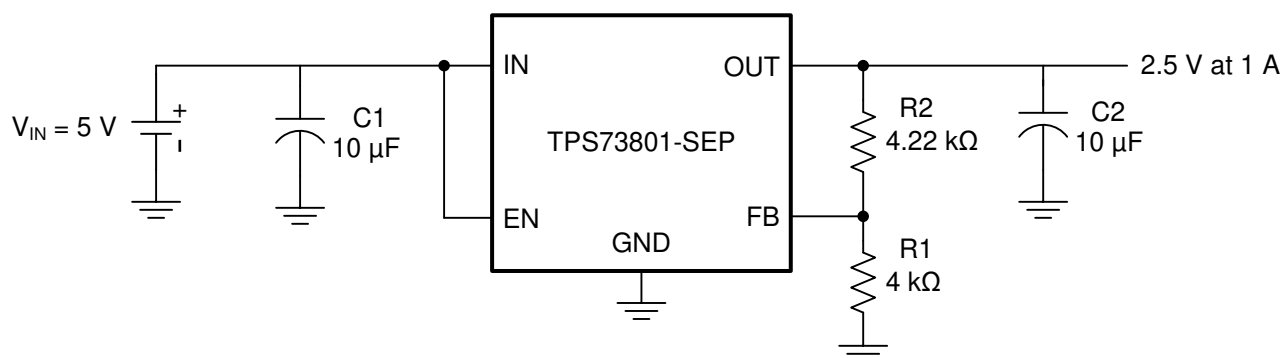 IN
OUT
2.5 V at 1 A
C1
10 µF
R2
4.22 kΩ
C2
10 µF
V_IN = 5 V
+
-
TPS73801-SEP
EN
FB
GND
R1
4 kΩ